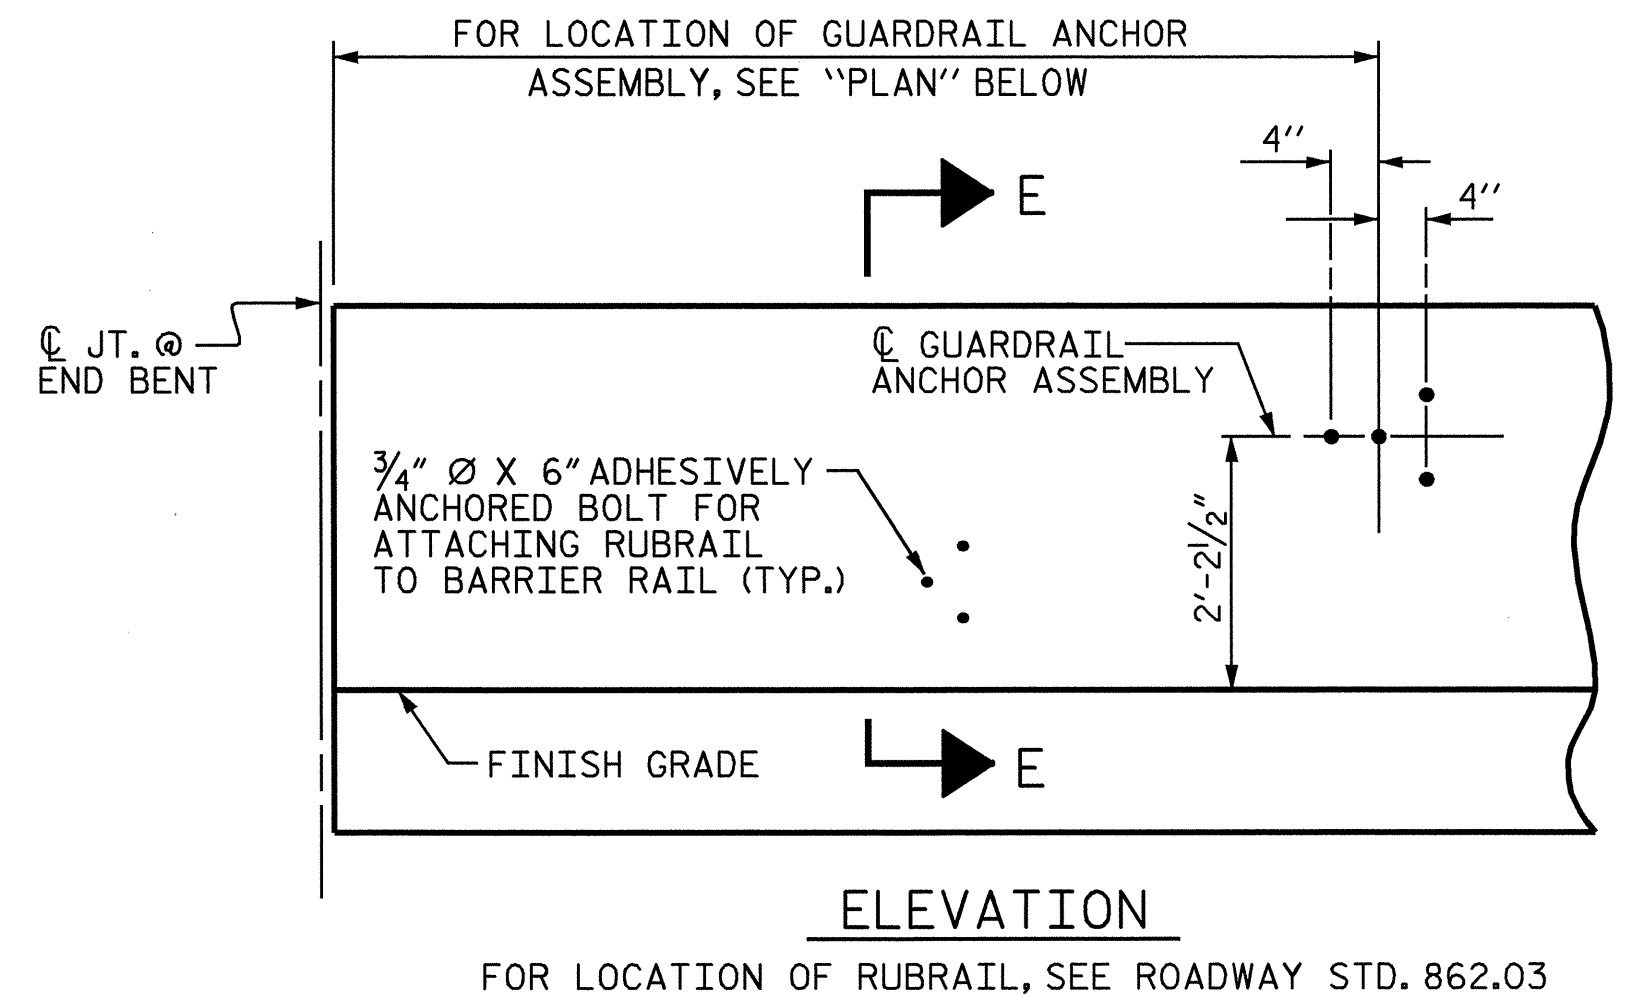 FOR LOCATION OF GUARDRAIL ANCHOR
ASSEMBLY, SEE "PLAN" BELOW
4"
4"
E
℄ JT. @
END BENT
℄ GUARDRAIL
ANCHOR ASSEMBLY
3/4" Ø X 6" ADHESIVELY
ANCHORED BOLT FOR
ATTACHING RUBRAIL
TO BARRIER RAIL (TYP.)
2'-2 1/2"
FINISH GRADE
E
ELEVATION
FOR LOCATION OF RUBRAIL, SEE ROADWAY STD. 862.03